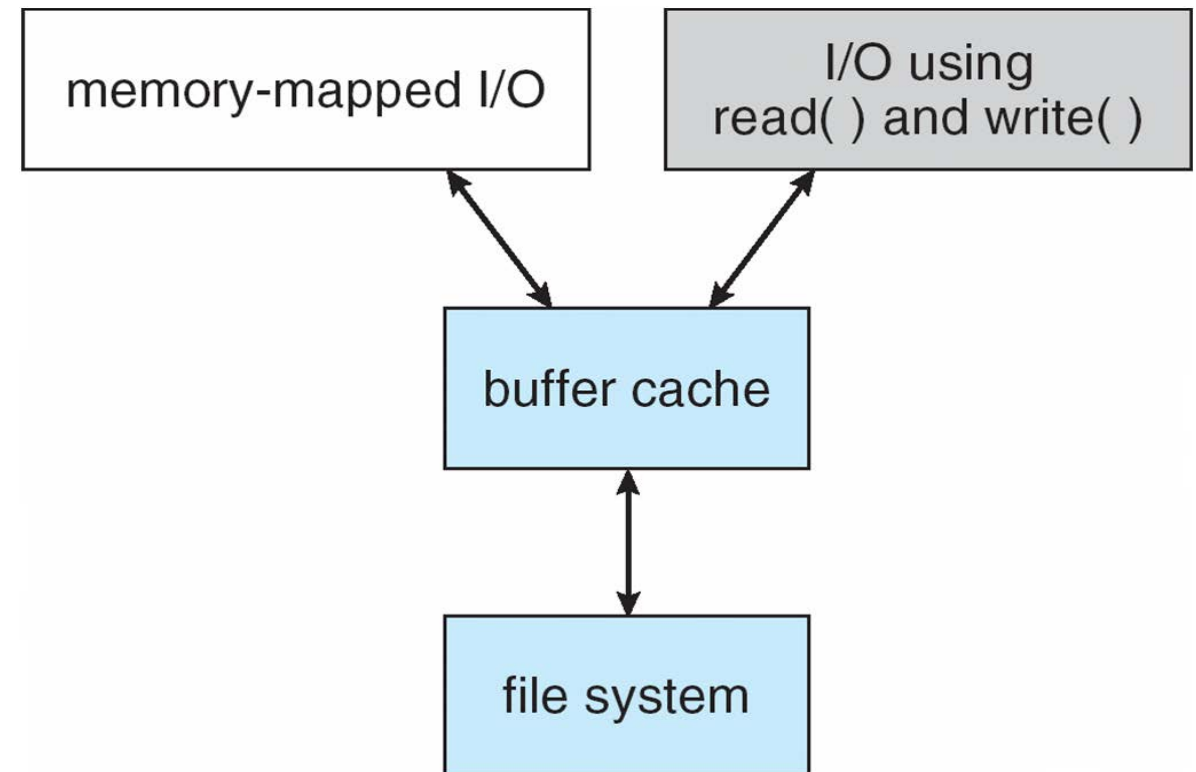 memory-mapped I/O
I/O using
read( ) and write( )
buffer cache
file system